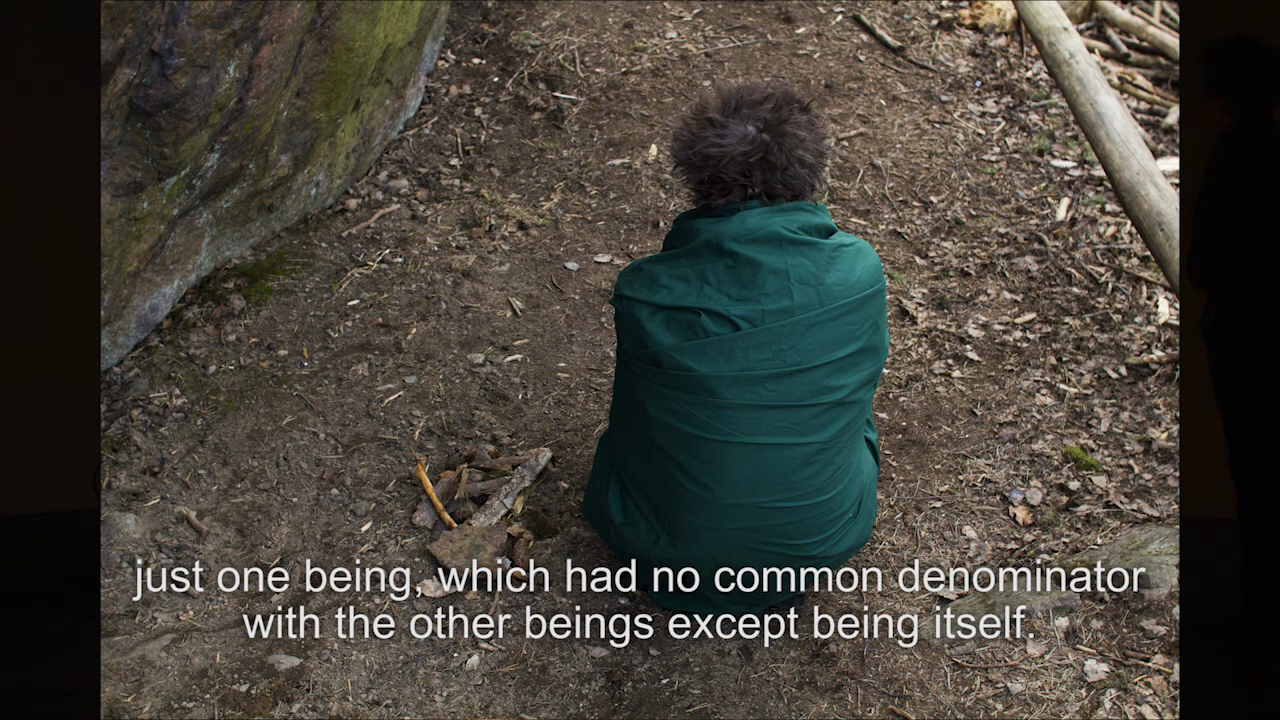 just one being, which had no common denominator
with the other beings except being itself.